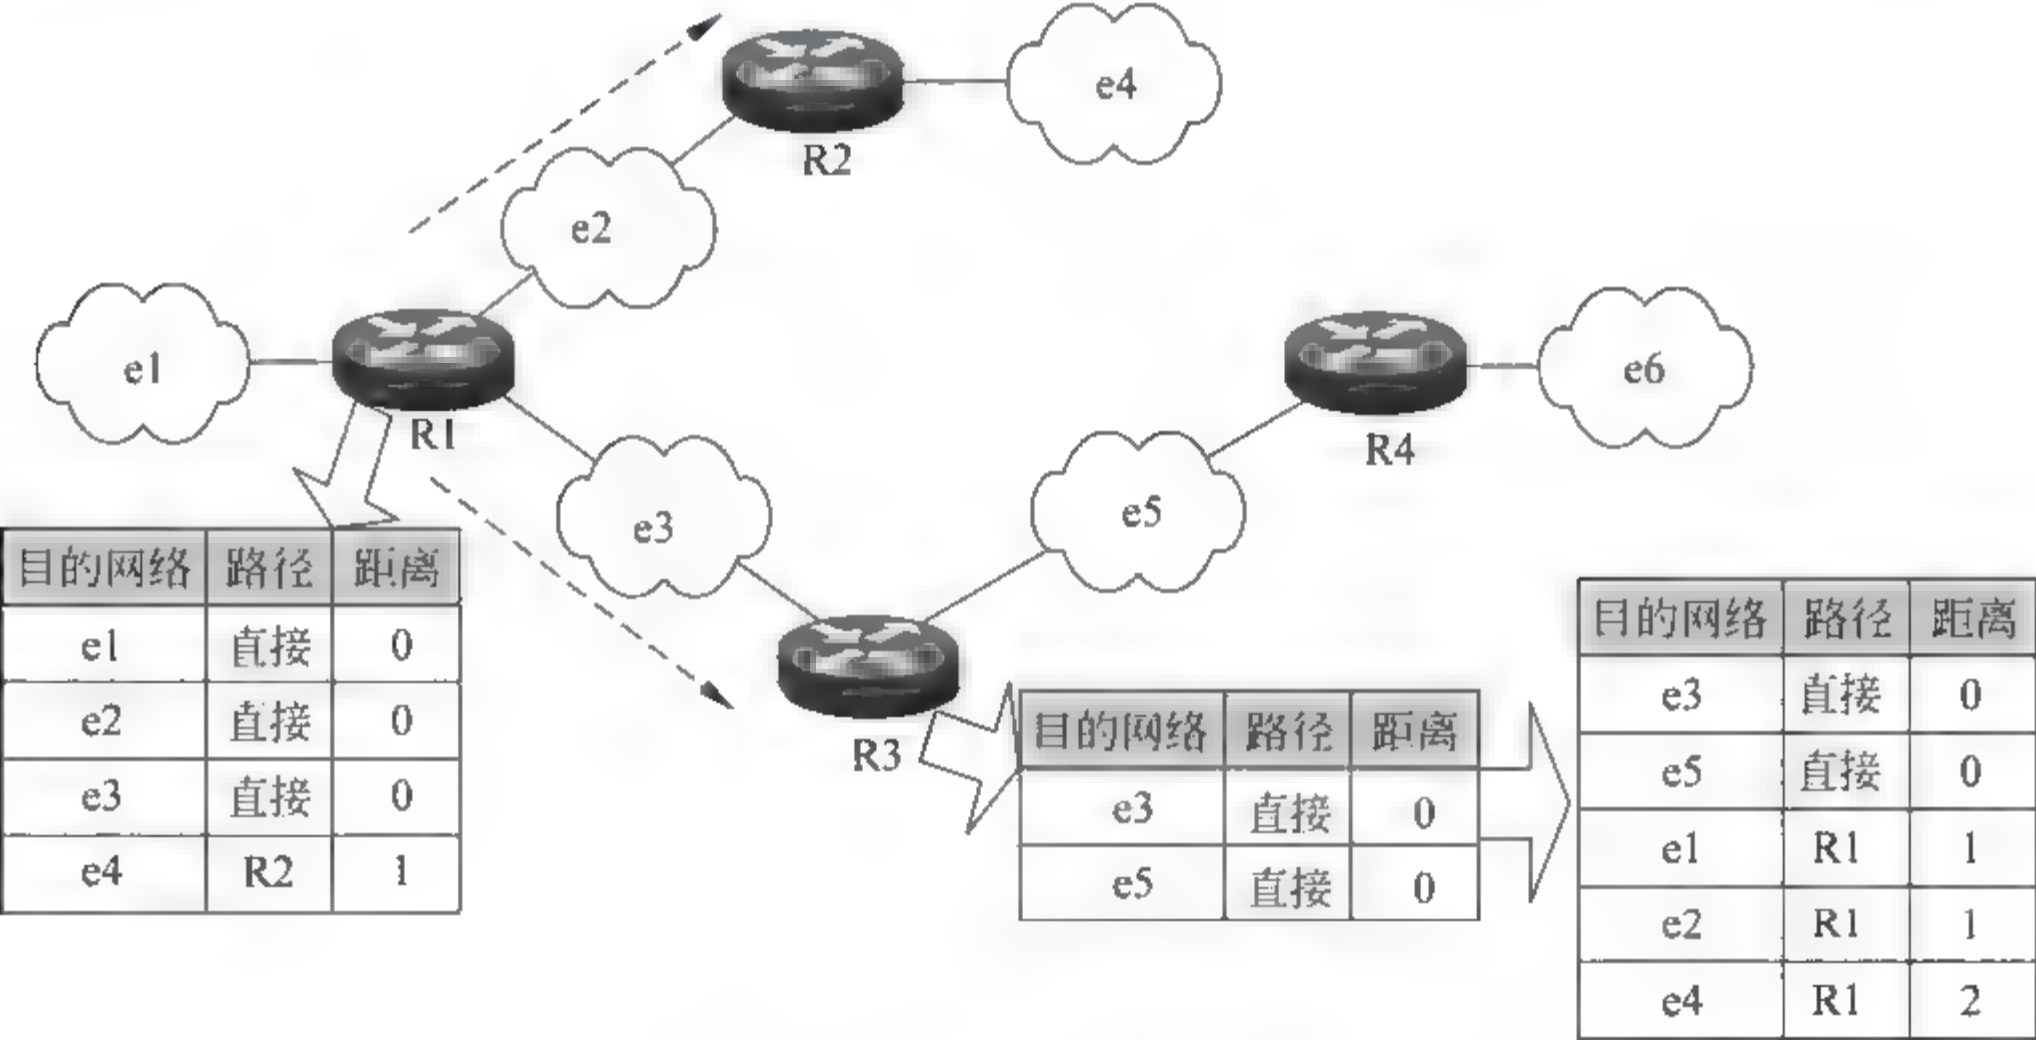 R2
e4
e2
e1
R1
R4
e6
e3
e5
R3
目的网络 路径 距离
e1 直接 0
e2 直接 0
e3 直接 0
e4 R2 1
目的网络 路径 距离
e3 直接 0
e5 直接 0
目的网络 路径 距离
e3 直接 0
e5 直接 0
e1 R1 1
e2 R1 1
e4 R1 2